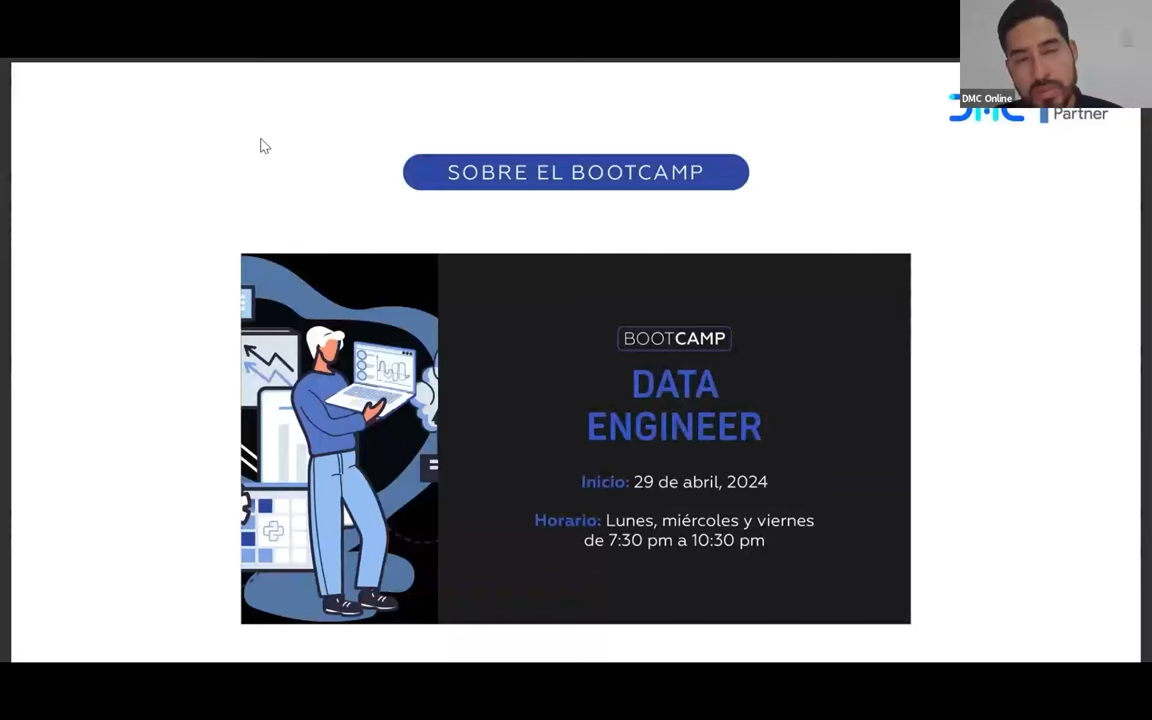 DMC Online
DMC
Partner
SOBRE EL BOOTCAMP
BOOTCAMP
DATA
ENGINEER
Inicio: 29 de abril, 2024
Horario: Lunes, miércoles y viernes
de 7:30 pm a 10:30 pm